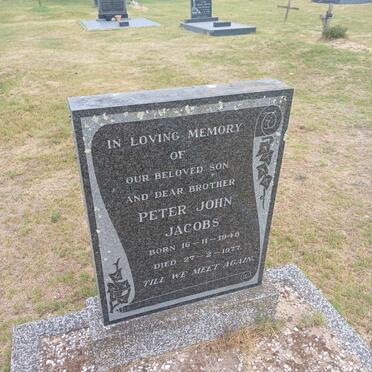 IN LOVING MEMORY
OF
OUR BELOVED SON
AND DEAR BROTHER
PETER JOHN
JACOBS
BORN 16-11-1948
DIED 27-2-1977
TILL WE MEET AGAIN.